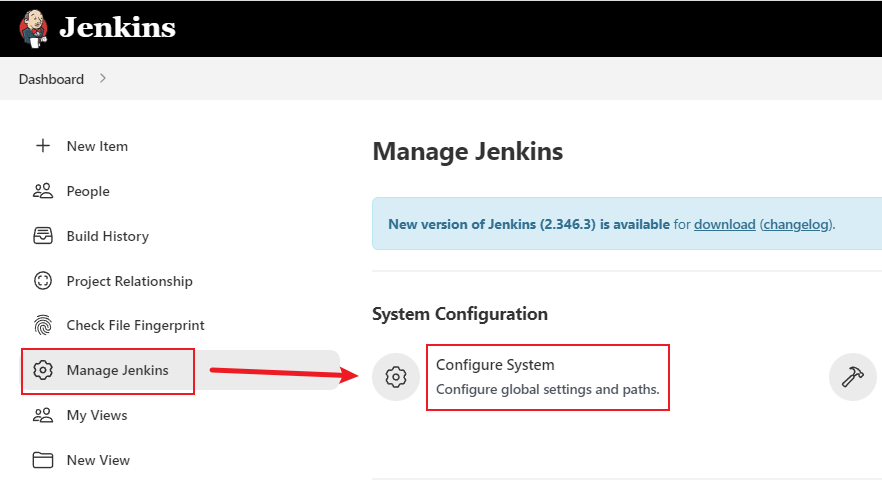 Jenkins
Dashboard
New Item
People
Build History
Project Relationship
Check File Fingerprint
Manage Jenkins
My Views
New View
Manage Jenkins
New version of Jenkins (2.346.3) is available for download (changelog).
System Configuration
Configure System
Configure global settings and paths.